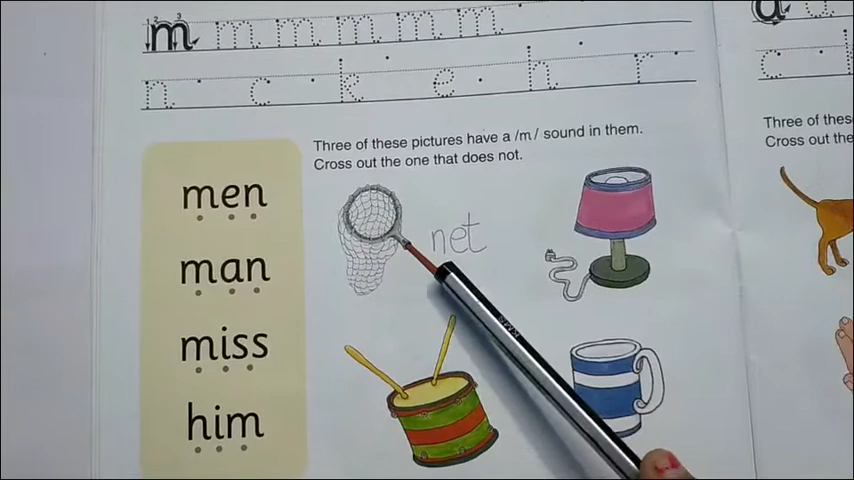 m m m m m m
n c k e h r
Three of these pictures have a /m/ sound in them.
Cross out the one that does not.
men
man
miss
him
net
a
c
Three of these
Cross out the